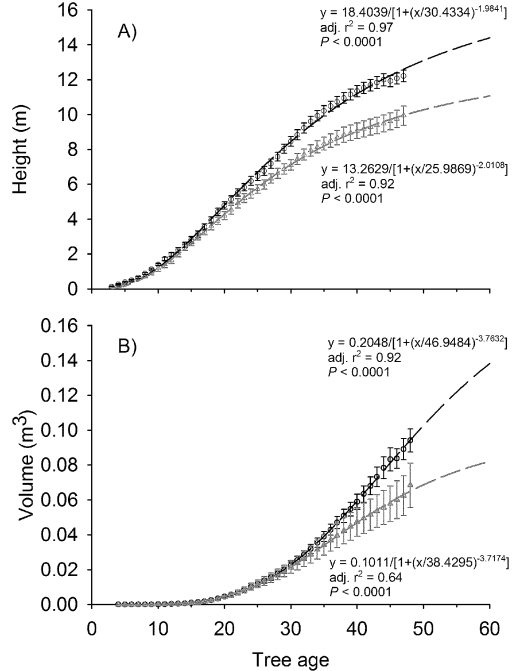 16
14
12
10
8
6
4
2
0
Height (m)
A)
y = 18.4039/[1+(x/30.4334)-1.9841]
adj. r2 = 0.97
P < 0.0001
y = 13.2629/[1+(x/25.9869)-2.0108]
adj. r2 = 0.92
P < 0.0001
0.16
0.14
0.12
0.10
0.08
0.06
0.04
0.02
0.00
Volume (m3)
B)
y = 0.2048/[1+(x/46.9484)-3.7632]
adj. r2 = 0.92
P < 0.0001
y = 0.1011/[1+(x/38.4295)-3.7174]
adj. r2 = 0.64
P < 0.0001
0 10 20 30 40 50 60
Tree age